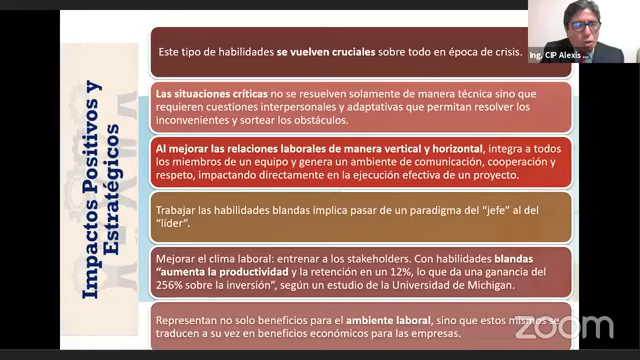 Impactos Positivos y
Estratégicos
Este tipo de habilidades se vuelven cruciales sobre todo en época de crisis.
Las situaciones críticas no se resuelven solamente de manera técnica sino que
requieren cuestiones interpersonales y adaptativas que permitan resolver los
inconvenientes y sortear los obstáculos.
Al mejorar las relaciones laborales de manera vertical y horizontal, integra a todos
los miembros de un equipo y genera un ambiente de comunicación, cooperación y
respeto, impactando directamente en la ejecución efectiva de un proyecto.
Trabajar las habilidades blandas implica pasar de un paradigma del “jefe” al del
“líder”.
Mejorar el clima laboral: entrenar a los stakeholders. Con habilidades blandas
“aumenta la productividad y la retención en un 12%, lo que da una ganancia del
256% sobre la inversión”, según un estudio de la Universidad de Michigan.
Representan no solo beneficios para el ambiente laboral, sino que estos mismos se
traducen a su vez en beneficios económicos para las empresas.
Ing. CIP Alexis
zoom